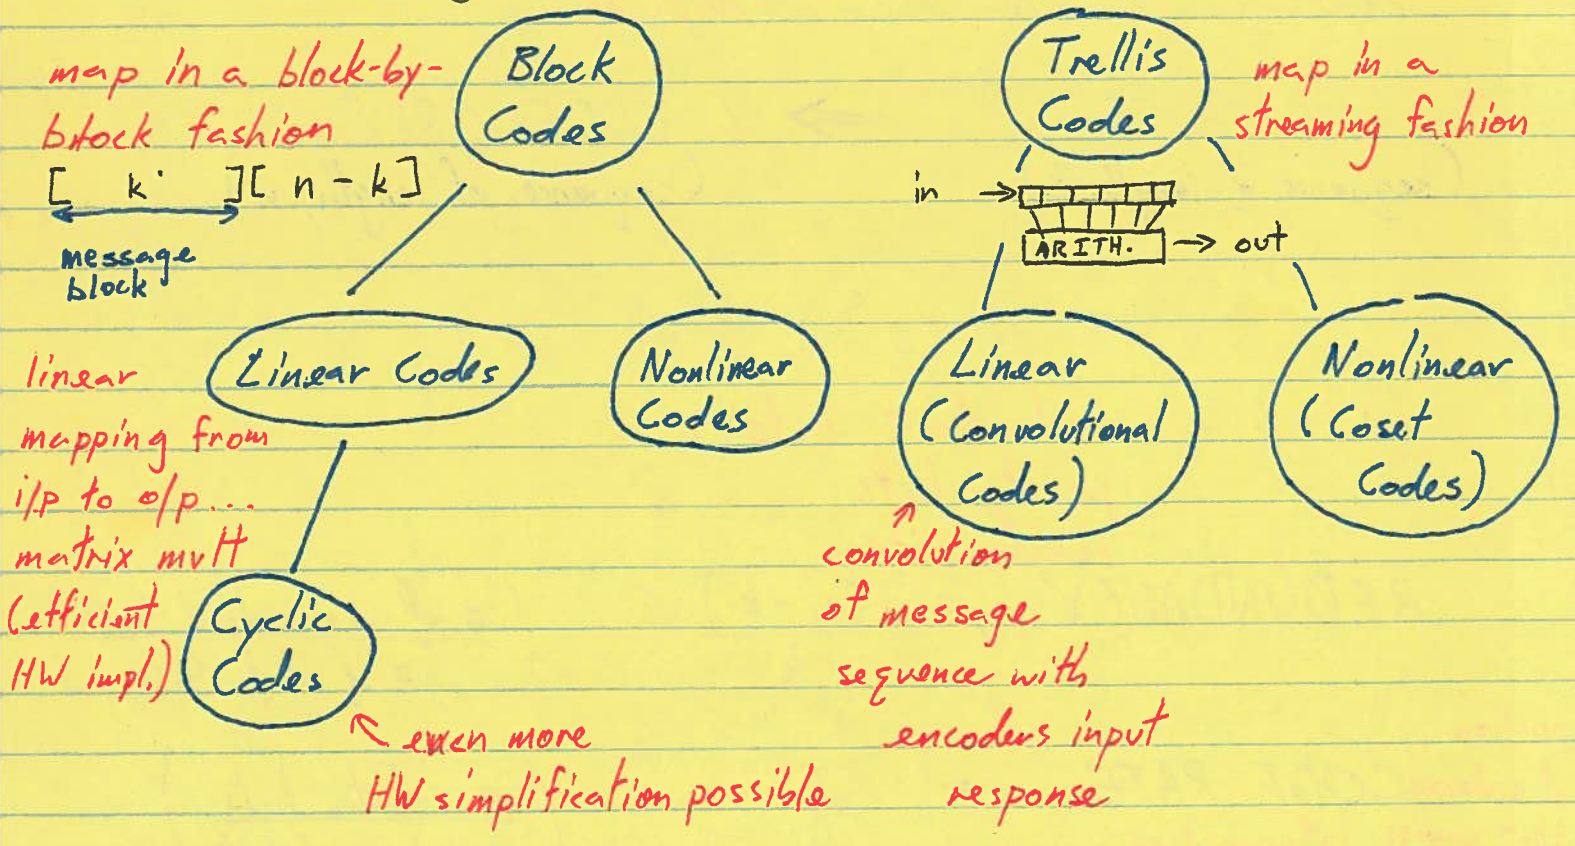 map in a block-by-
block fashion
[ k ][ n - k ]
message
block
Block
Codes
Trellis
Codes
map in a
streaming fashion
in
ARITH.
out
linear
mapping from
i/p to o/p...
matrix mult
(efficient
HW impl.)
Linear Codes
Nonlinear
Codes
Linear
(Convolutional
Codes)
Nonlinear
(Coset
Codes)
Cyclic
Codes
even more
HW simplification possible
convolution
of message
sequence with
encoders input
response